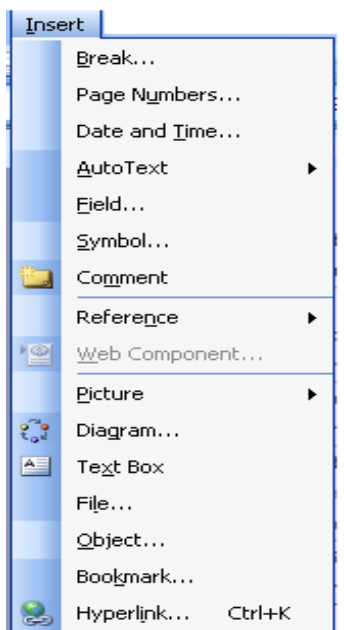 Insert
Break...
Page Numbers...
Date and Time...
AutoText
Field...
Symbol...
Comment
Reference
Web Component...
Picture
Diagram...
Text Box
File...
Object...
Bookmark...
Hyperlink... Ctrl+K